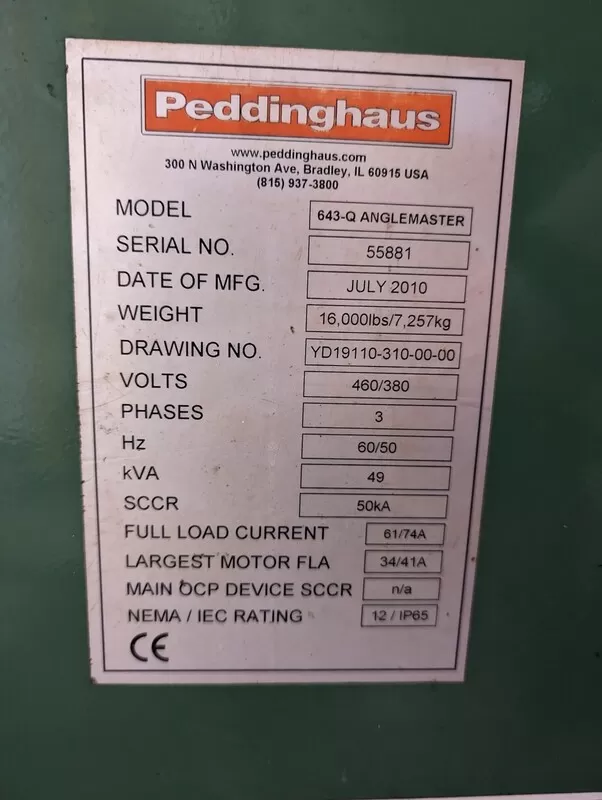 Peddinghaus
www.peddinghaus.com
300 N Washington Ave, Bradley, IL 60915 USA
(815) 937-3800
MODEL 643-Q ANGLEMASTER
SERIAL NO. 55881
DATE OF MFG. JULY 2010
WEIGHT 16,000lbs/7,257kg
DRAWING NO. YD19110-310-00-00
VOLTS 460/380
PHASES 3
Hz 60/50
kVA 49
SCCR 50kA
FULL LOAD CURRENT 61/74A
LARGEST MOTOR FLA 34/41A
MAIN OCP DEVICE SCCR n/a
NEMA / IEC RATING 12 / IP65
CE